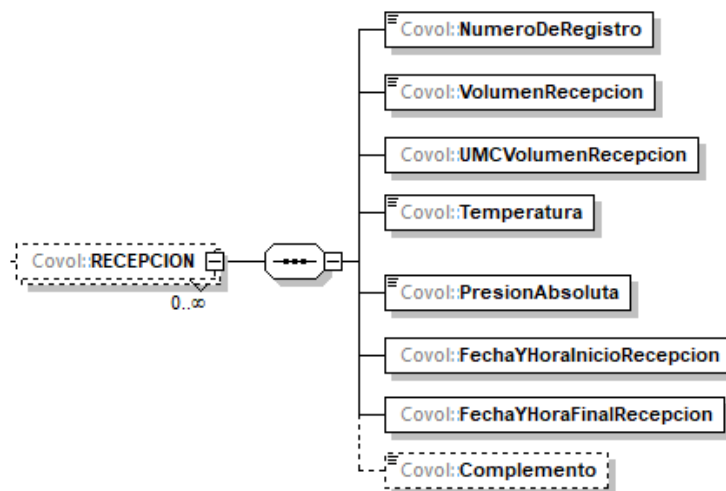 Covol::NumeroDeRegistro
Covol::VolumenRecepcion
Covol::UMCVolumenRecepcion
Covol::Temperatura
Covol::RECEPCION
0..∞
Covol::PresionAbsoluta
Covol::FechaYHoraInicioRecepcion
Covol::FechaYHoraFinalRecepcion
Covol::Complemento